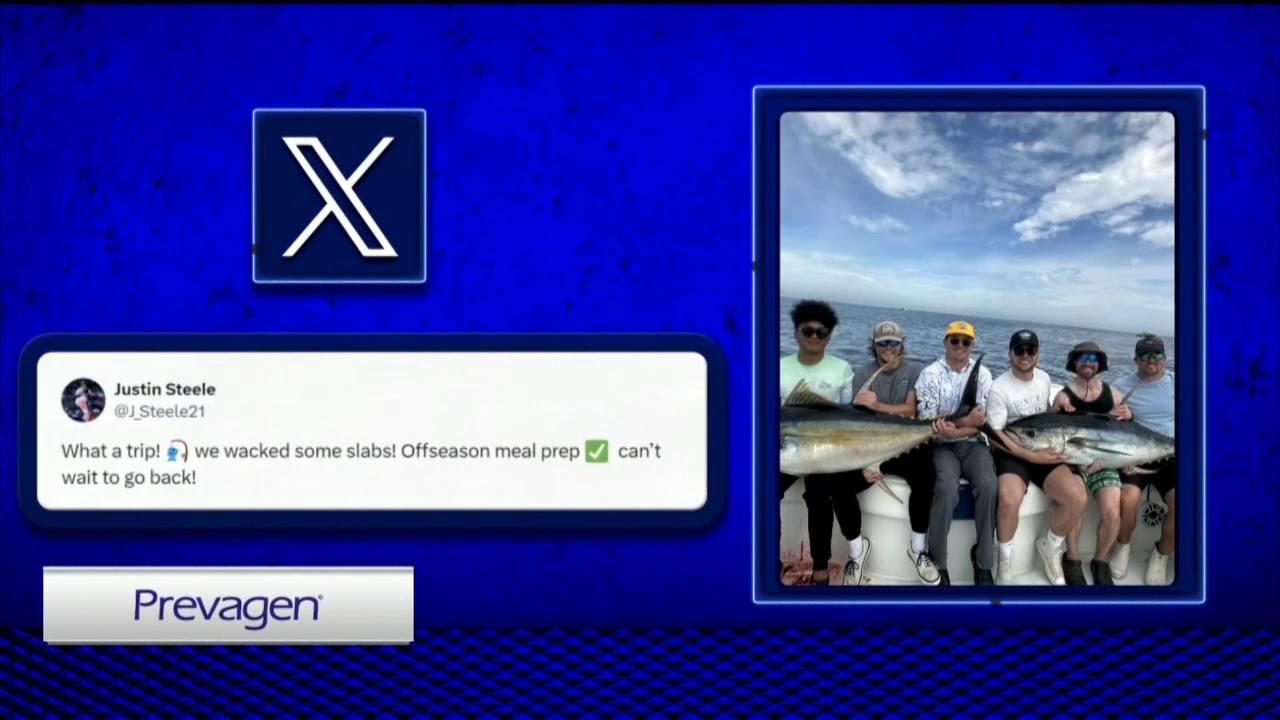 X
Justin Steele
@J_Steele21
What a trip! 🎣 we wacked some slabs! Offseason meal prep ✅ can't
wait to go back!
Prevagen®